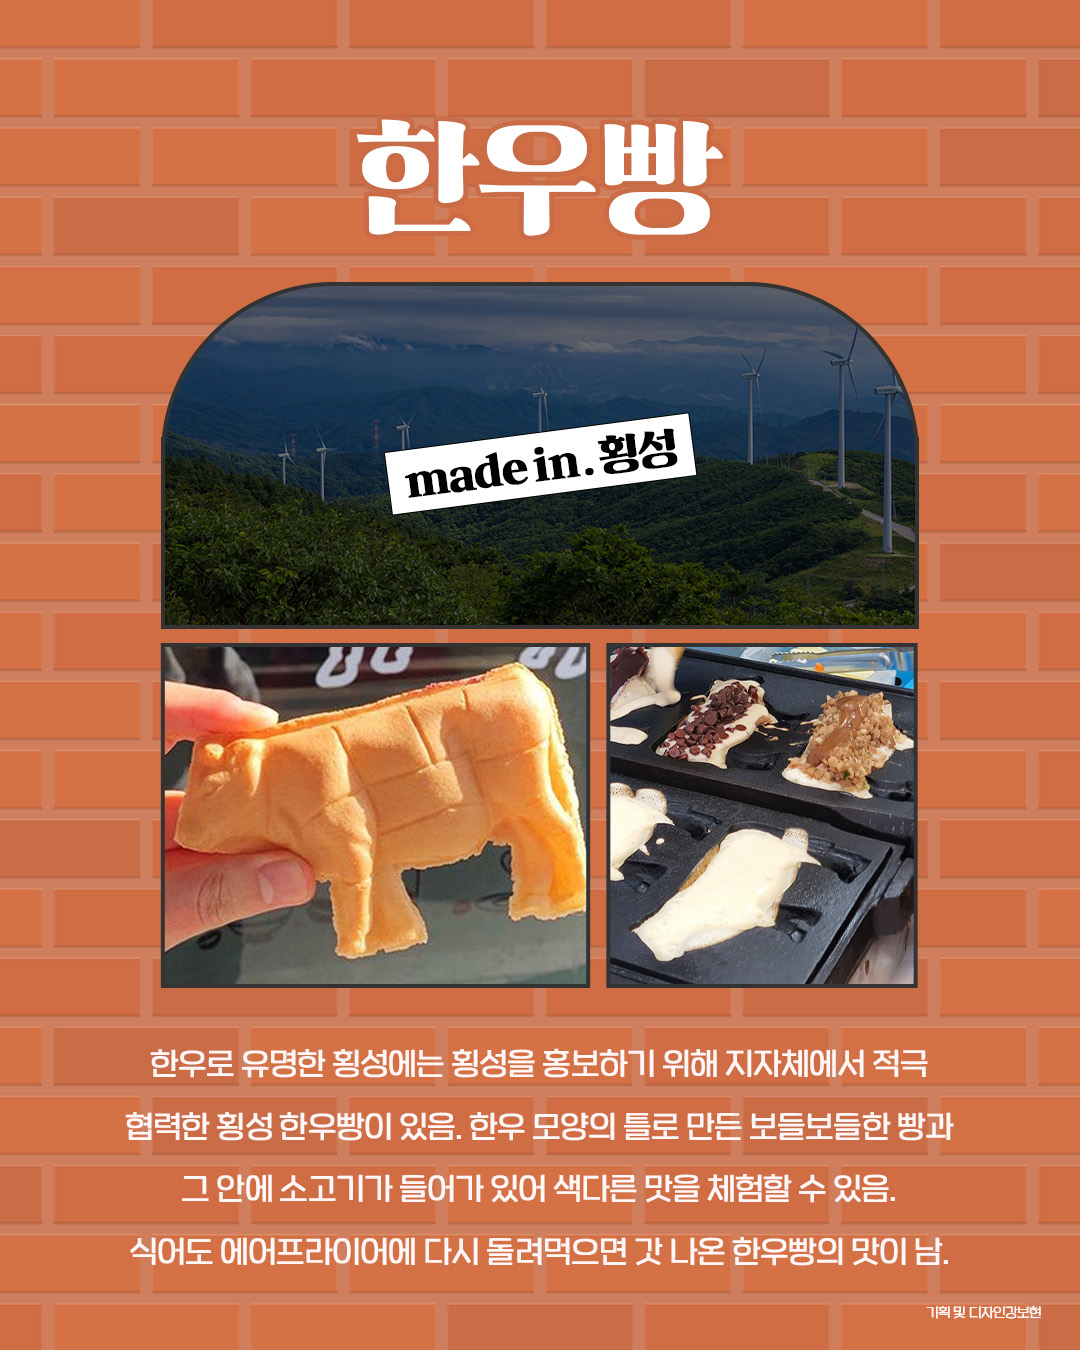 한우빵
made in. 횡성
한우로 유명한 횡성에는 횡성을 홍보하기 위해 지자체에서 적극
협력한 횡성 한우빵이 있음. 한우 모양의 틀로 만든 보들보들한 빵과
그 안에 소고기가 들어가 있어 색다른 맛을 체험할 수 있음.
식어도 에어프라이어에 다시 돌려먹으면 갓 나온 한우빵의 맛이 남.
기획 및 디자인강보현